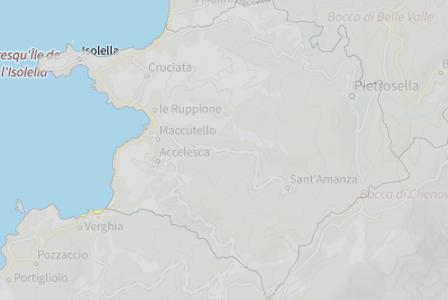 Bocca di Belle Valle
Isolella
resqu'Île de
l'Isolella
Cruciata
Pietrosella
le Ruppione
Maccutello
Accelesca
Sant'Amanza
Bocca di Chenov
Verghia
Pozzaccio
Portigliolo